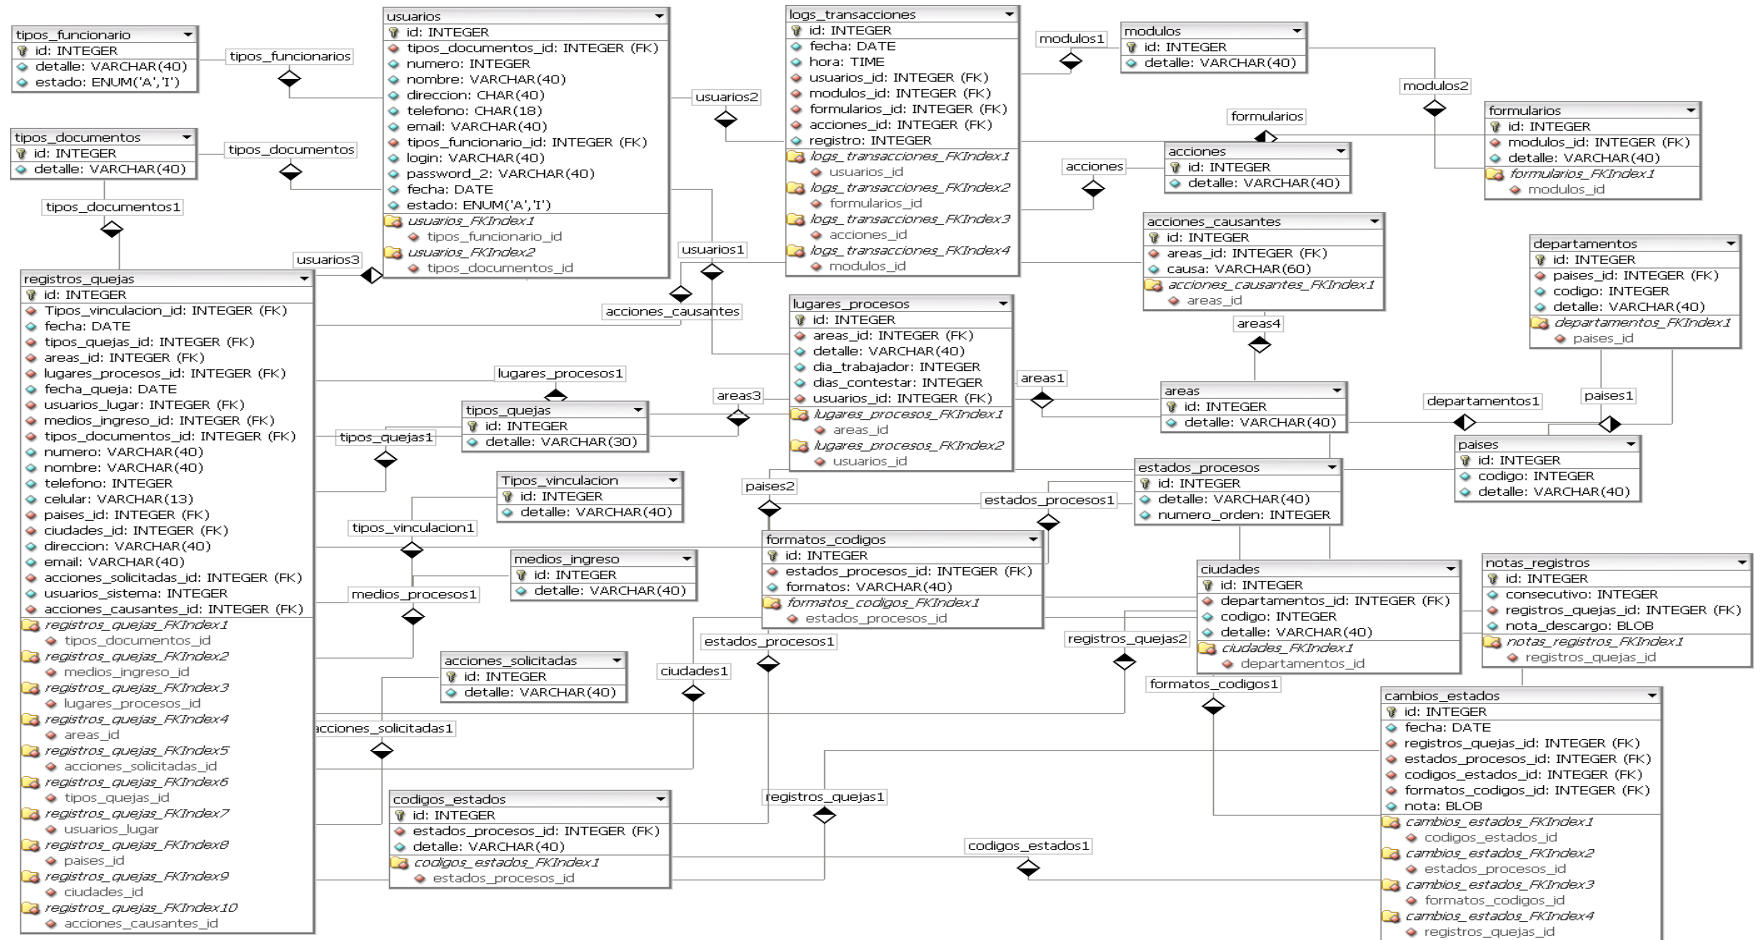 tipos_funcionario
id: INTEGER
detalle: VARCHAR(40)
estado: ENUM('A','I')
tipos_funcionarios
tipos_documentos
id: INTEGER
detalle: VARCHAR(40)
tipos_documentos
tipos_documentos1
usuarios
id: INTEGER
tipos_documentos_id: INTEGER (FK)
numero: INTEGER
nombre: VARCHAR(40)
direccion: CHAR(40)
telefono: CHAR(18)
email: VARCHAR(40)
tipos_funcionario_id: INTEGER (FK)
login: VARCHAR(40)
password_2: VARCHAR(40)
fecha: DATE
estado: ENUM('A','I')
usuarios_FKIndex1
tipos_funcionario_id
usuarios_FKIndex2
tipos_documentos_id
usuarios2
usuarios1
usuarios3
logs_transacciones
id: INTEGER
fecha: DATE
hora: TIME
usuarios_id: INTEGER (FK)
modulos_id: INTEGER (FK)
formularios_id: INTEGER (FK)
acciones_id: INTEGER (FK)
registro: INTEGER
logs_transacciones_FKIndex1
usuarios_id
logs_transacciones_FKIndex2
formularios_id
logs_transacciones_FKIndex3
acciones_id
logs_transacciones_FKIndex4
modulos_id
modulos1
modulos
id: INTEGER
detalle: VARCHAR(40)
modulos2
formularios
formularios
id: INTEGER
modulos_id: INTEGER (FK)
detalle: VARCHAR(40)
formularios_FKIndex1
modulos_id
acciones
acciones
id: INTEGER
detalle: VARCHAR(40)
acciones_causantes
id: INTEGER
areas_id: INTEGER (FK)
causa: VARCHAR(60)
acciones_causantes_FKIndex1
areas_id
areas4
departamentos
id: INTEGER
paises_id: INTEGER (FK)
codigo: INTEGER
detalle: VARCHAR(40)
departamentos_FKIndex1
paises_id
registros_quejas
id: INTEGER
Tipos_vinculacion_id: INTEGER (FK)
fecha: DATE
tipos_quejas_id: INTEGER (FK)
areas_id: INTEGER (FK)
lugares_procesos_id: INTEGER (FK)
fecha_queja: DATE
usuarios_lugar: INTEGER (FK)
medios_ingreso_id: INTEGER (FK)
tipos_documentos_id: INTEGER (FK)
numero: VARCHAR(40)
nombre: VARCHAR(40)
telefono: INTEGER
celular: VARCHAR(13)
paises_id: INTEGER (FK)
ciudades_id: INTEGER (FK)
direccion: VARCHAR(40)
email: VARCHAR(40)
acciones_solicitadas_id: INTEGER (FK)
usuarios_sistema: INTEGER
acciones_causantes_id: INTEGER (FK)
registros_quejas_FKIndex1
tipos_documentos_id
registros_quejas_FKIndex2
medios_ingreso_id
registros_quejas_FKIndex3
lugares_procesos_id
registros_quejas_FKIndex4
areas_id
registros_quejas_FKIndex5
acciones_solicitadas_id
registros_quejas_FKIndex6
tipos_quejas_id
registros_quejas_FKIndex7
usuarios_lugar
registros_quejas_FKIndex8
paises_id
registros_quejas_FKIndex9
ciudades_id
registros_quejas_FKIndex10
acciones_causantes_id
acciones_causantes
lugares_procesos
id: INTEGER
areas_id: INTEGER (FK)
detalle: VARCHAR(40)
dia_trabajador: INTEGER
dias_contestar: INTEGER
usuarios_id: INTEGER (FK)
lugares_procesos_FKIndex1
areas_id
lugares_procesos_FKIndex2
usuarios_id
lugares_procesos1
areas3
areas1
areas
id: INTEGER
detalle: VARCHAR(40)
departamentos1
paises1
paises
id: INTEGER
codigo: INTEGER
detalle: VARCHAR(40)
tipos_quejas
id: INTEGER
detalle: VARCHAR(30)
tipos_quejas1
Tipos_vinculacion
id: INTEGER
detalle: VARCHAR(40)
tipos_vinculacion1
paises2
estados_procesos1
estados_procesos
id: INTEGER
detalle: VARCHAR(40)
numero_orden: INTEGER
medios_ingreso
id: INTEGER
detalle: VARCHAR(40)
medios_procesos1
formatos_codigos
id: INTEGER
estados_procesos_id: INTEGER (FK)
formatos: VARCHAR(40)
formatos_codigos_FKIndex1
estados_procesos_id
ciudades
id: INTEGER
departamentos_id: INTEGER (FK)
codigo: INTEGER
detalle: VARCHAR(40)
ciudades_FKIndex1
departamentos_id
notas_registros
consecutivo: INTEGER
registros_quejas_id: INTEGER (FK)
nota_descargo: BLOB
notas_registros_FKIndex1
registros_quejas_id
estados_procesos1
registros_quejas2
acciones_solicitadas
id: INTEGER
detalle: VARCHAR(40)
ciudades1
formatos_codigos1
acciones_solicitadas1
cambios_estados
id: INTEGER
fecha: DATE
registros_quejas_id: INTEGER (FK)
estados_procesos_id: INTEGER (FK)
codigos_estados_id: INTEGER (FK)
formatos_codigos_id: INTEGER (FK)
nota: BLOB
cambios_estados_FKIndex1
codigos_estados_id
cambios_estados_FKIndex2
estados_procesos_id
cambios_estados_FKIndex3
formatos_codigos_id
cambios_estados_FKIndex4
registros_quejas_id
codigos_estados
id: INTEGER
estados_procesos_id: INTEGER (FK)
detalle: VARCHAR(40)
codigos_estados_FKIndex1
estados_procesos_id
registros_quejas1
codigos_estados1